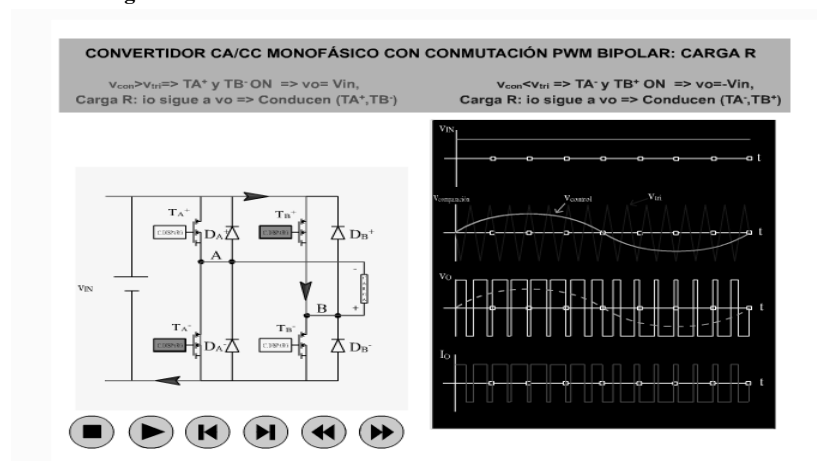 CONVERTIDOR CA/CC MONOFÁSICO CON CONMUTACIÓN PWM BIPOLAR: CARGA R
vcon>vtri=> TA+ y TB- ON => vo= Vin,
Carga R: io sigue a vo => Conducen (TA+,TB-)
vcon<vtri => TA- y TB+ ON => vo=-Vin,
Carga R: io sigue a vo => Conducen (TA-,TB+)
TA+
DA+
TB+
DB+
A
VIN
-
+
B
TA-
DA-
TB-
DB-
VIN
t
Vcomparación
vcontrol
vtri
t
vO
t
IO
t